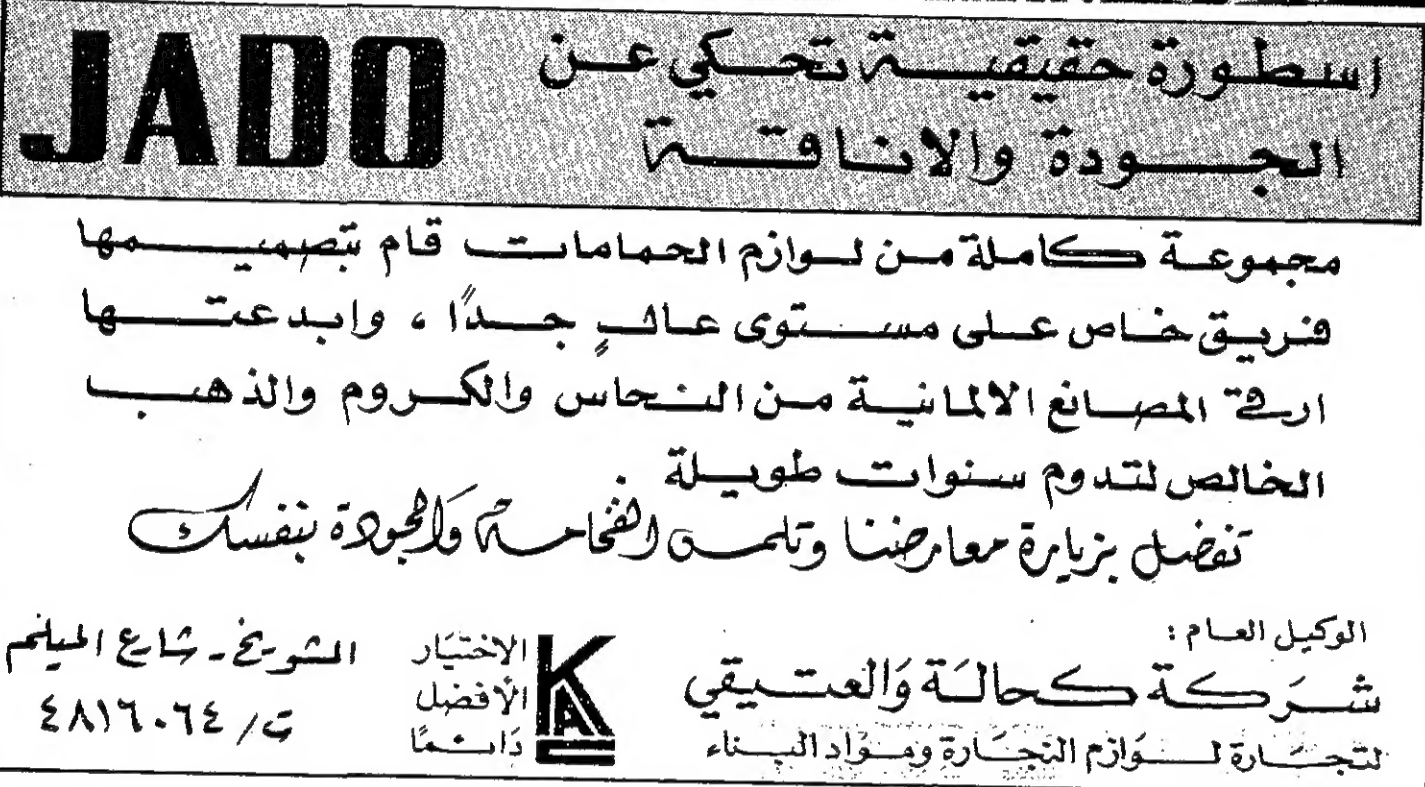 اسطورة حقيقية تحكي عن
الجودة والاناقة
JADO
مجموعة كاملة من لوازم الحمامات قام بتصميمها
فريق خاص على مستوى عالٍ جداً ، وابدعتها
ارقى المصانع الالمانية من النحاس والكروم والذهب
الخالص لتدوم سنوات طويلة .
تفضل بزيارة معارضنا وتلمس الفخامة والجودة بنفسك
الوكيل العام :
شركة كحالة والعتيقي
لتجارة لوازم النجارة ومواد البناء
KA
الاختيار
الأفضل
دائمًا
الشويخ - شارع الميلم
ت/ ٤٨١٦٠٦٤